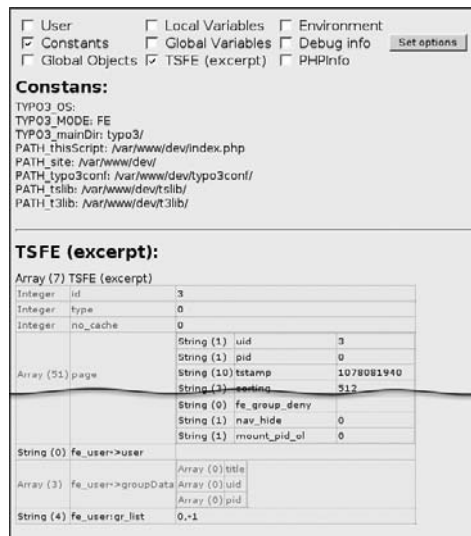 User Local Variables Environment
Constants Global Variables Debug info Set options
Global Objects TSFE (excerpt) PHPInfo
Constans:
TYPO3_OS:
TYPO3_MODE: FE
TYPO3_mainDir: typo3/
PATH_thisScript: /var/www/dev/index.php
PATH_site: /var/www/dev/
PATH_typo3conf: /var/www/dev/typo3conf/
PATH_tslib: /var/www/dev/tslib/
PATH_t3lib: /var/www/dev/t3lib/
TSFE (excerpt):
Array (7) TSFE (excerpt)
Integer id 3
Integer type 0
Integer no_cache 0
Array (51) page
String (1) uid 3
String (1) pid 0
String (10) tstamp 1078081940
String (3) sorting 512
String (0) fe_group_deny
String (1) nav_hide 0
String (1) mount_pid_ol 0
String (0) fe_user->user
Array (3) fe_user->groupData
Array (0) title
Array (0) uid
Array (0) pid
String (4) fe_user:gr_list 0,-1